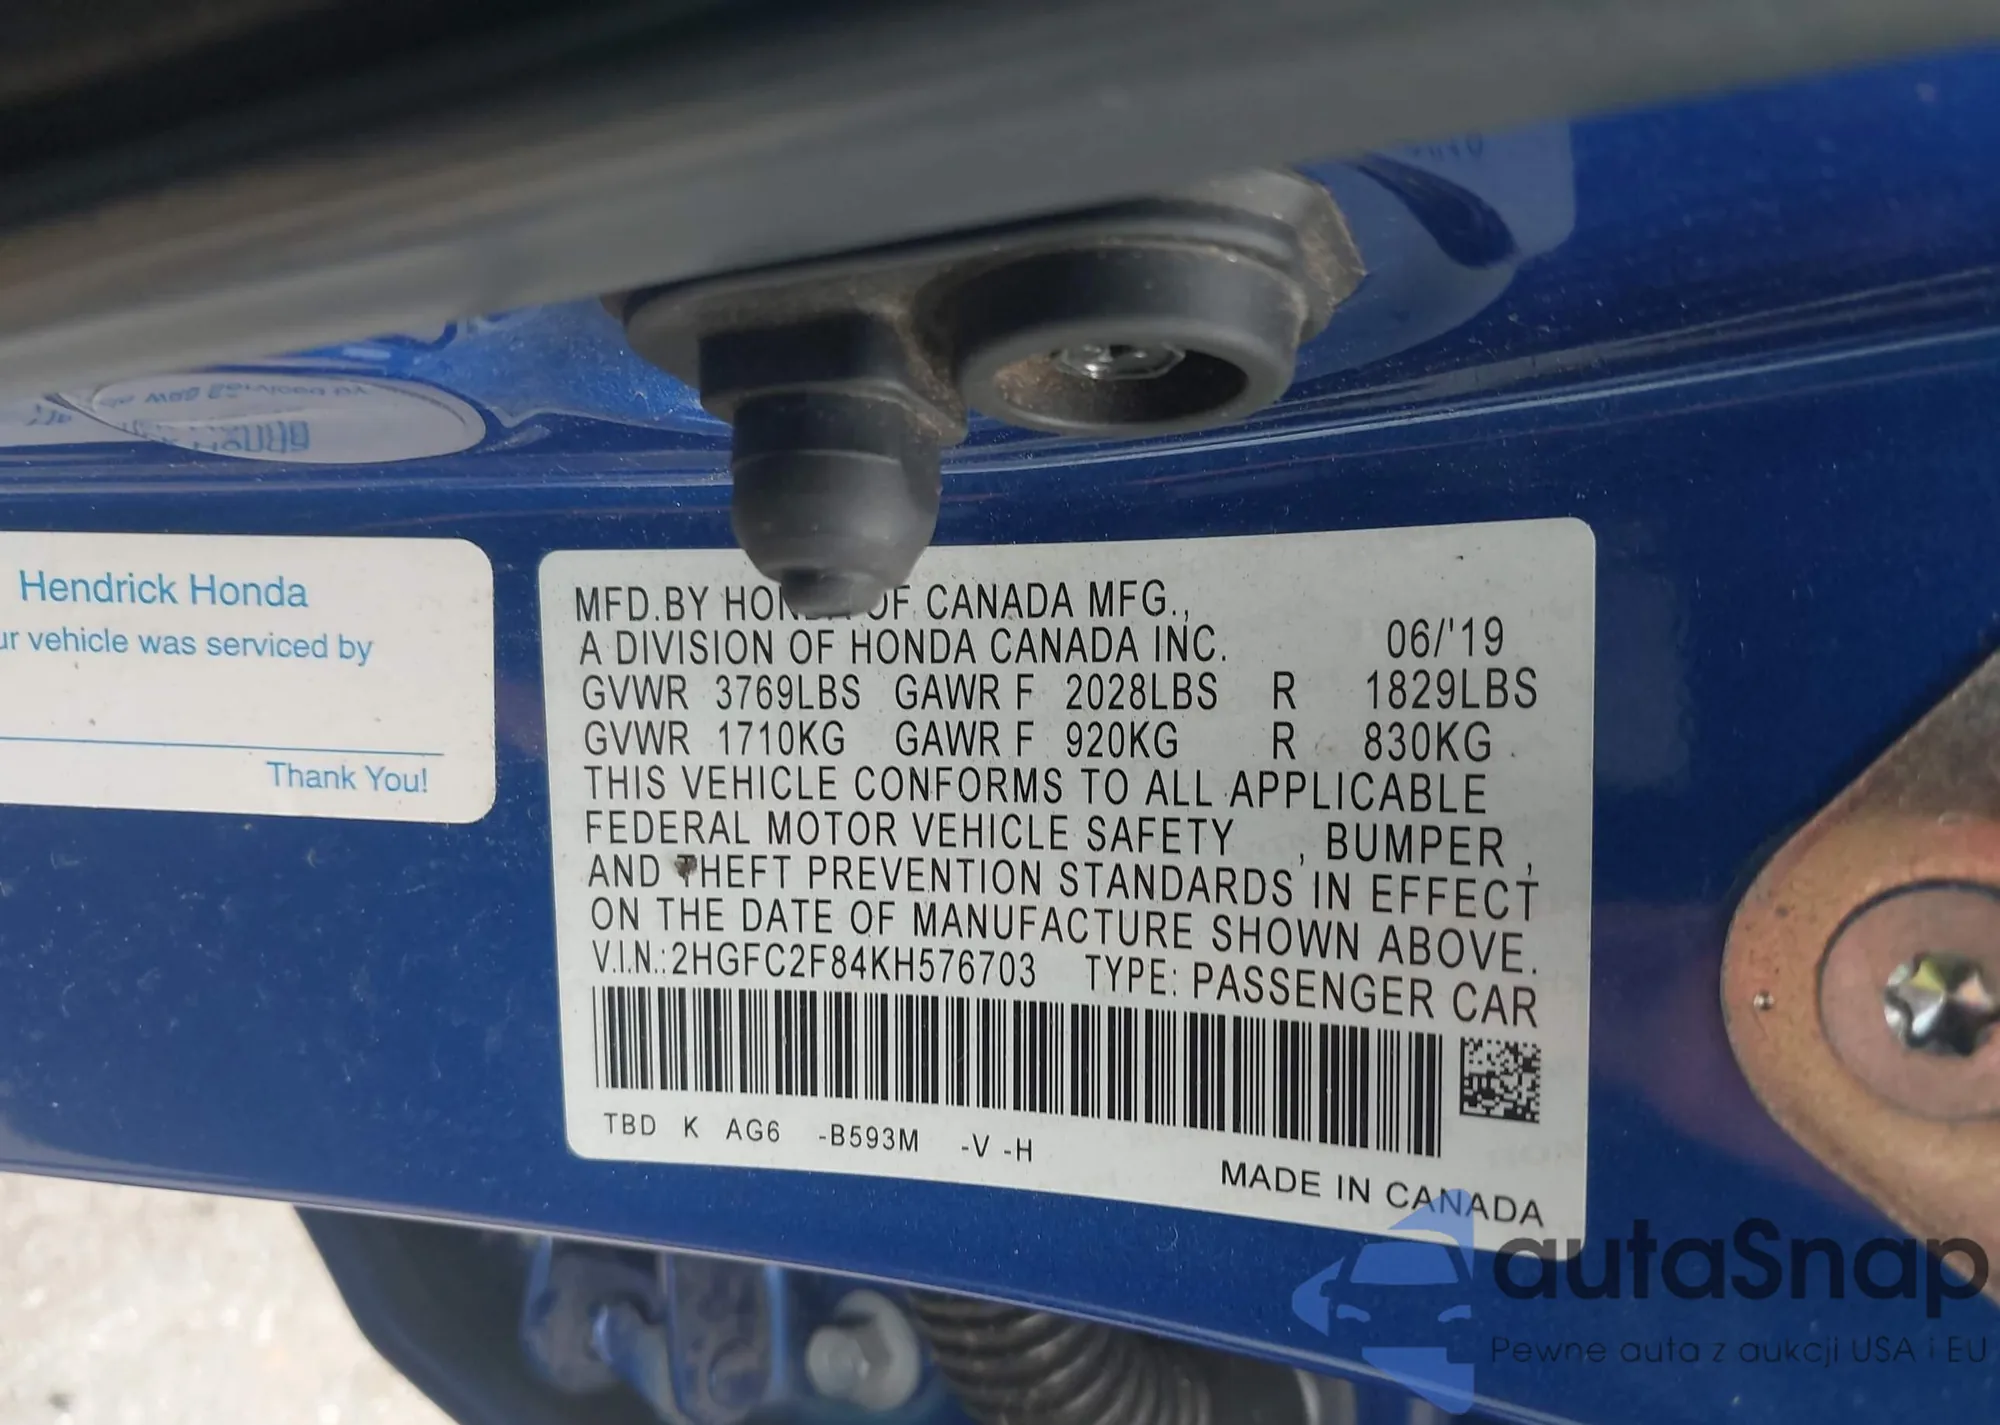 Hendrick Honda
ur vehicle was serviced by
Thank You!
MFD.BY OF CANADA MFG.,
A DIVISION OF HONDA CANADA INC. 06/'19
GVWR 3769LBS GAWR F 2028LBS R 1829LBS
GVWR 1710KG GAWR F 920KG R 830KG
THIS VEHICLE CONFORMS TO ALL APPLICABLE
FEDERAL MOTOR VEHICLE SAFETY , BUMPER ,
AND THEFT PREVENTION STANDARDS IN EFFECT
ON THE DATE OF MANUFACTURE SHOWN ABOVE.
V.I.N.:2HGFC2F84KH576703 TYPE: PASSENGER CAR
TBD K AG6 -B593M -V -H
MADE IN CANADA
autaSnap
Pewne auta z aukcji USA i EU